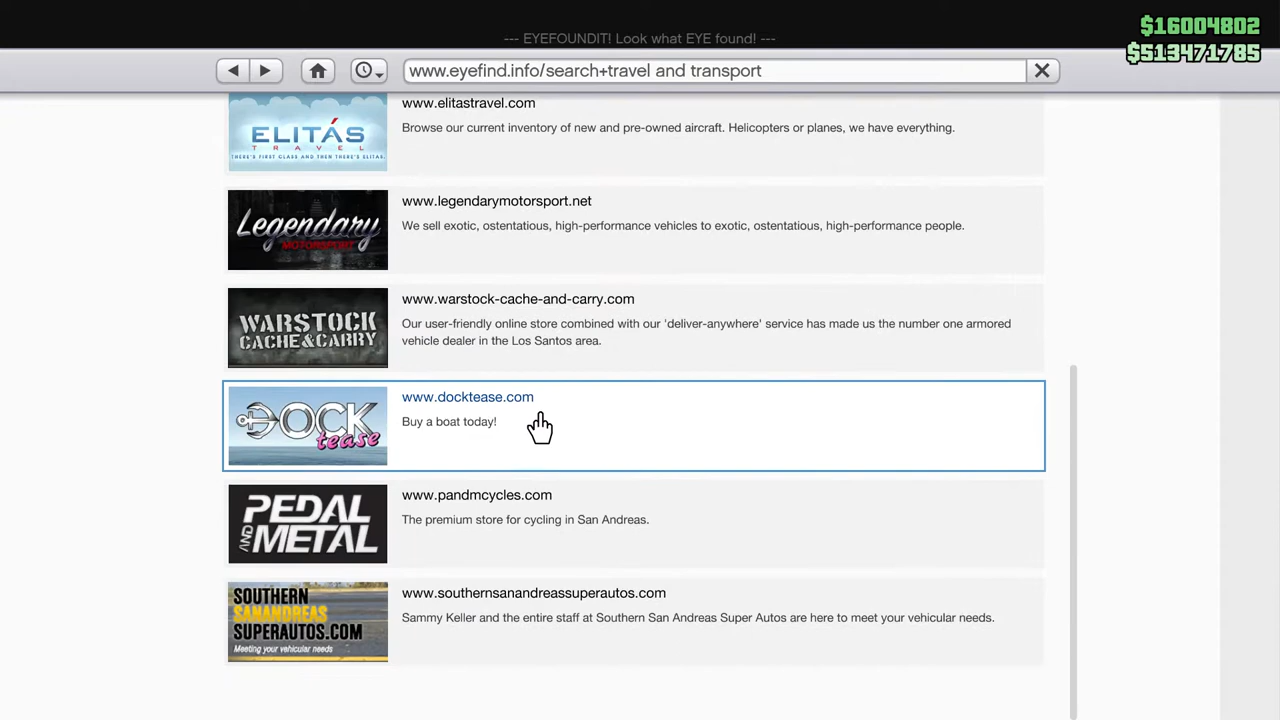 $16004802
--- EYEFOUNDIT! Look what EYE found! ---
$513471785
www.eyefind.info/search+travel and transport
ELITÁS
TRAVEL
THERE'S FIRST CLASS AND THEN THERE'S ELITAS.
www.elitastravel.com
Browse our current inventory of new and pre-owned aircraft. Helicopters or planes, we have everything.
Legendary
MOTORSPORT
www.legendarymotorsport.net
We sell exotic, ostentatious, high-performance vehicles to exotic, ostentatious, high-performance people.
WARSTOCK
CACHE&CARRY
www.warstock-cache-and-carry.com
Our user-friendly online store combined with our 'deliver-anywhere' service has made us the number one armored
vehicle dealer in the Los Santos area.
DOCK
tease
www.docktease.com
Buy a boat today!
PEDAL
AND METAL
www.pandmcycles.com
The premium store for cycling in San Andreas.
SOUTHERN
SANANDREAS
SUPERAUTOS.COM
Meeting your vehicular needs
www.southernsanandreassuperautos.com
Sammy Keller and the entire staff at Southern San Andreas Super Autos are here to meet your vehicular needs.